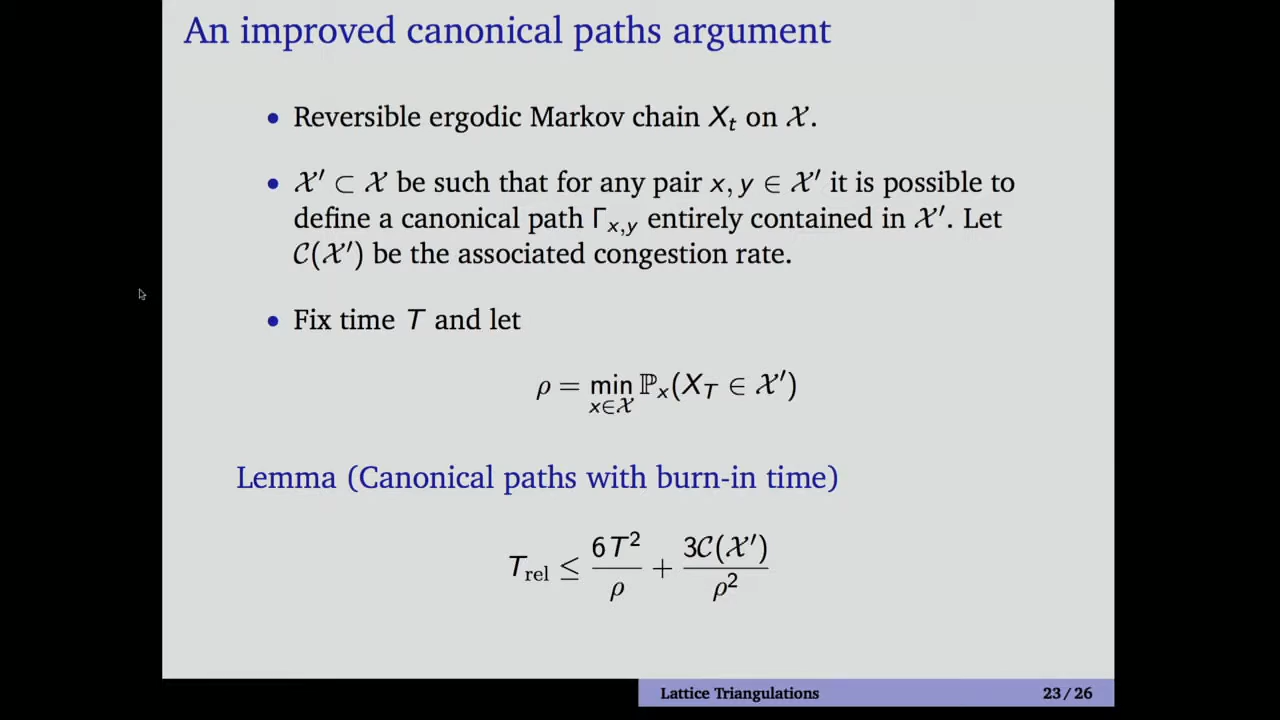 An improved canonical paths argument
• Reversible ergodic Markov chain Xₜ on 𝒳.
• 𝒳′ ⊂ 𝒳 be such that for any pair x, y ∈ 𝒳′ it is possible to
define a canonical path Γ_{x,y} entirely contained in 𝒳′. Let
𝒞(𝒳′) be the associated congestion rate.
• Fix time T and let
ρ = min_{x∈𝒳} ℙₓ(X_T ∈ 𝒳′)
Lemma (Canonical paths with burn-in time)
T_rel ≤ 6T²/ρ + 3𝒞(𝒳′)/ρ²
Lattice Triangulations 23 / 26